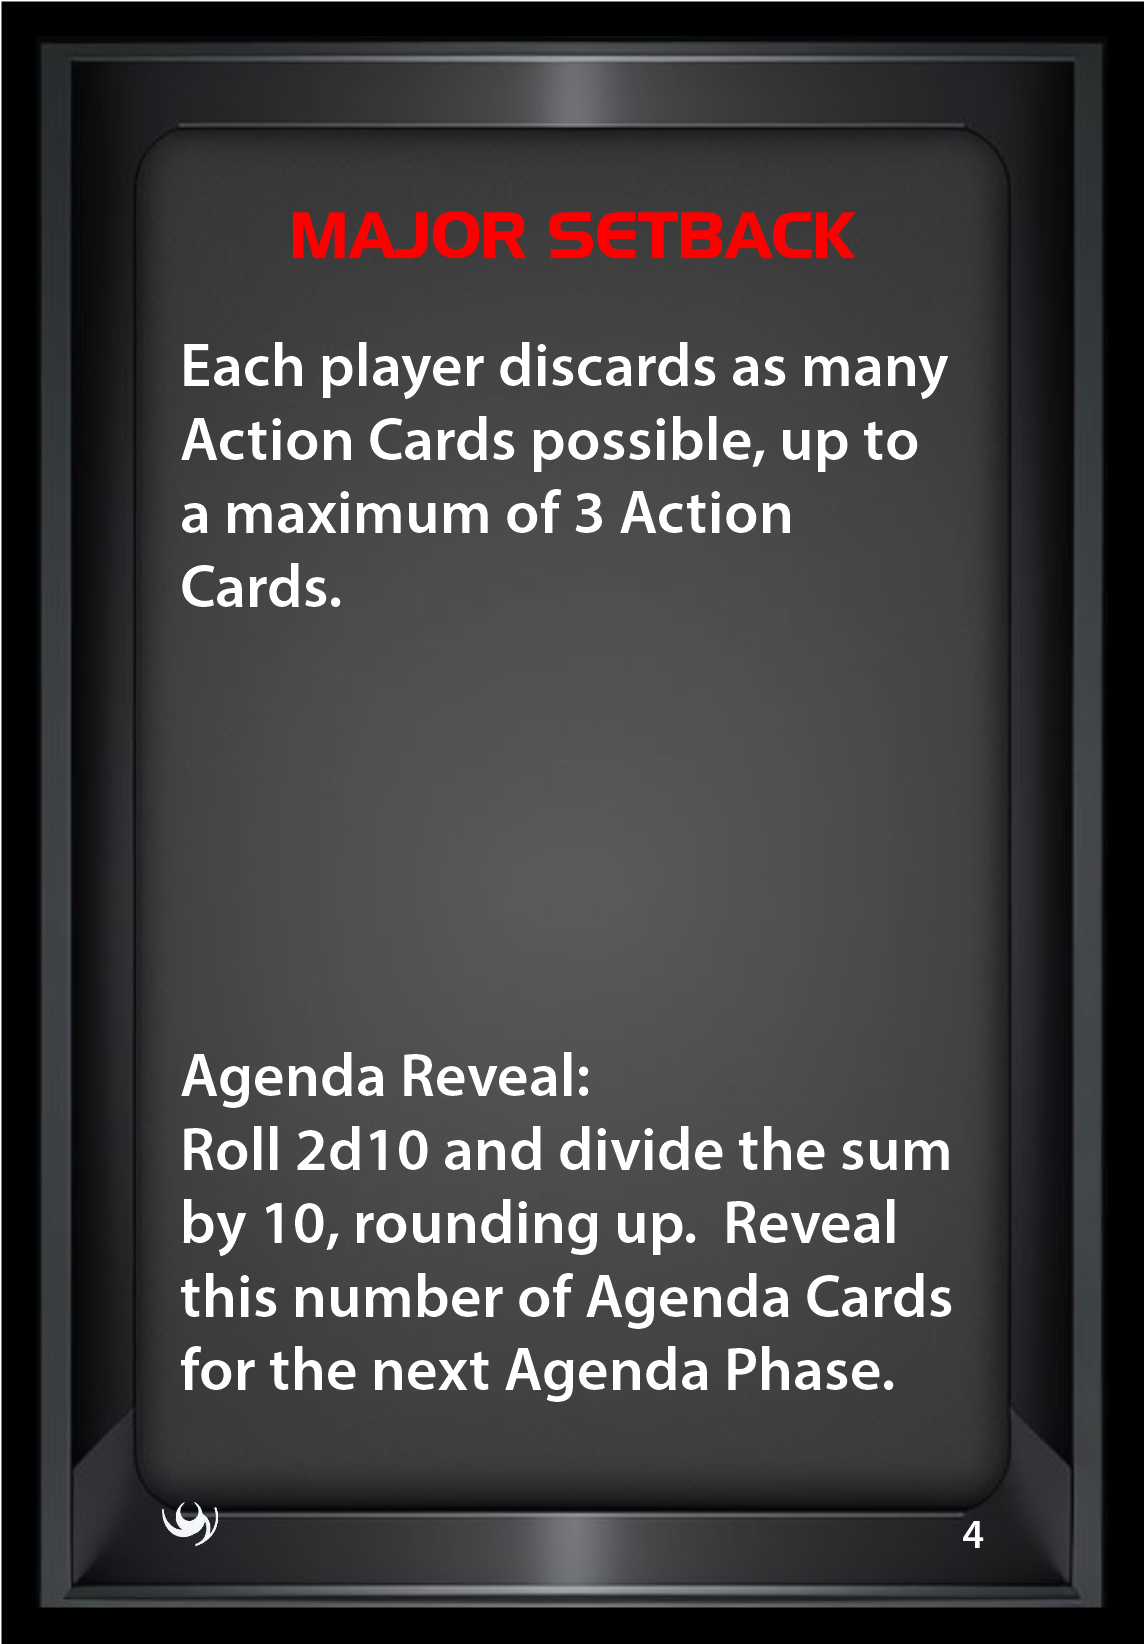 MAJOR SETBACK
Each player discards as many
Action Cards possible, up to
a maximum of 3 Action
Cards.
Agenda Reveal:
Roll 2d10 and divide the sum
by 10, rounding up.  Reveal
this number of Agenda Cards
for the next Agenda Phase.
4